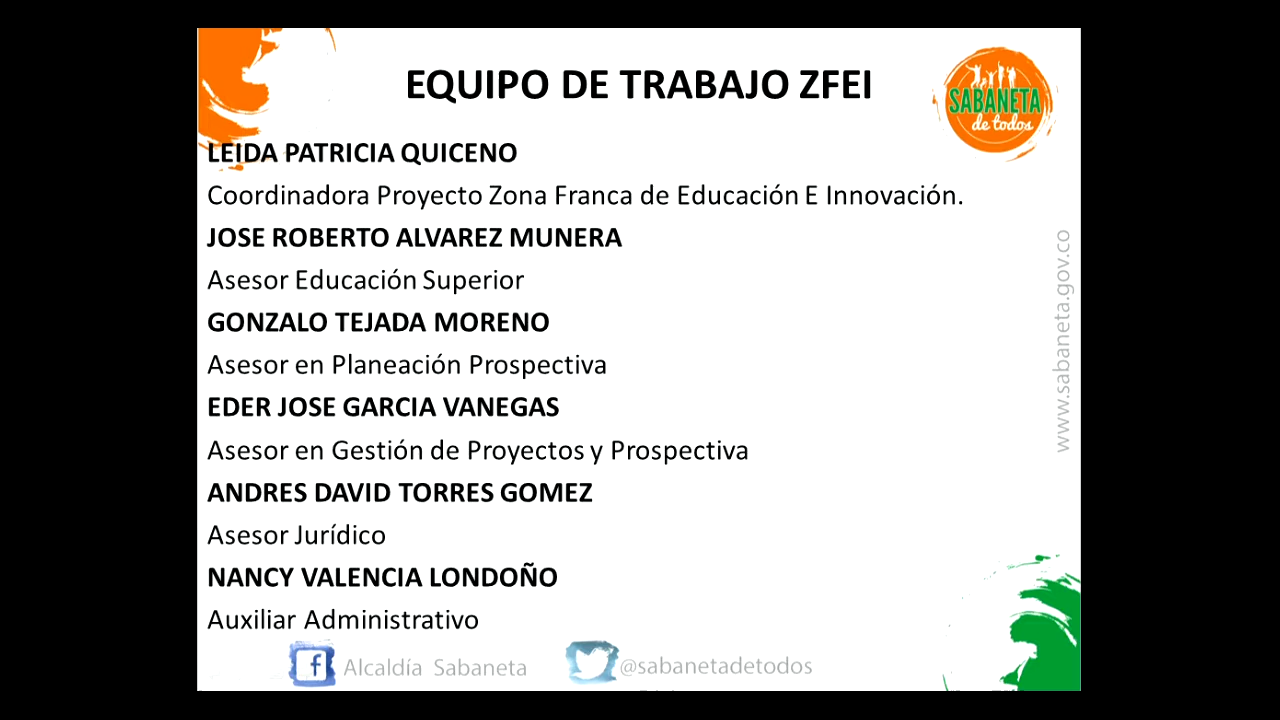 EQUIPO DE TRABAJO ZFEI
SABANETA
de todos
LEIDA PATRICIA QUICENO
Coordinadora Proyecto Zona Franca de Educación E Innovación.
JOSE ROBERTO ALVAREZ MUNERA
Asesor Educación Superior
GONZALO TEJADA MORENO
Asesor en Planeación Prospectiva
EDER JOSE GARCIA VANEGAS
Asesor en Gestión de Proyectos y Prospectiva
ANDRES DAVID TORRES GOMEZ
Asesor Jurídico
NANCY VALENCIA LONDOÑO
Auxiliar Administrativo
www.sabaneta.gov.co
f Alcaldía Sabaneta
@sabanetadetodos